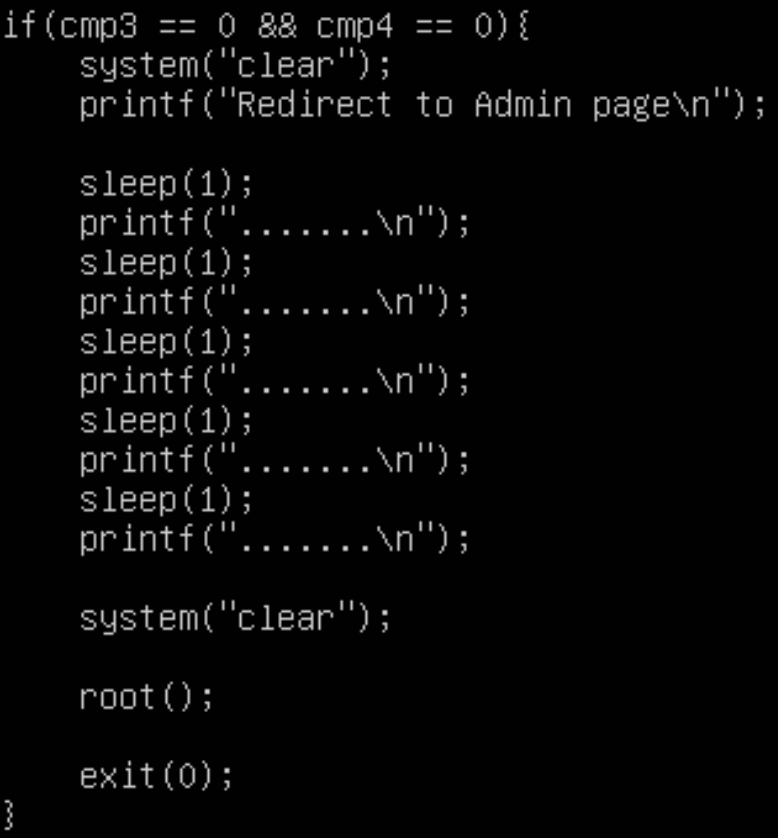 if(cmp3 == 0 && cmp4 == 0){
    system("clear");
    printf("Redirect to Admin page\n");

    sleep(1);
    printf(".......\n");
    sleep(1);
    printf(".......\n");
    sleep(1);
    printf(".......\n");
    sleep(1);
    printf(".......\n");
    sleep(1);
    printf(".......\n");

    system("clear");

    root();

    exit(0);
}